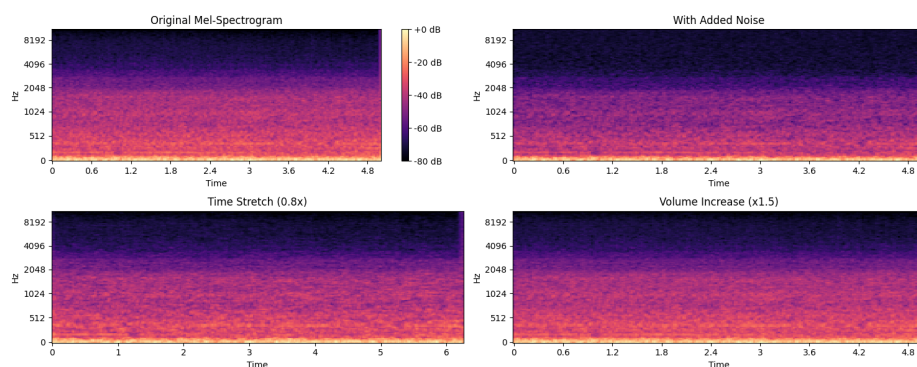 Original Mel-Spectrogram
8192
4096
2048
1024
512
0
Hz
0 0.6 1.2 1.8 2.4 3 3.6 4.2 4.8
Time
+0 dB
-20 dB
-40 dB
-60 dB
-80 dB
With Added Noise
8192
4096
2048
1024
512
0
Hz
0 0.6 1.2 1.8 2.4 3 3.6 4.2 4.8
Time
Time Stretch (0.8x)
8192
4096
2048
1024
512
0
Hz
0 1 2 3 4 5 6
Time
Volume Increase (x1.5)
8192
4096
2048
1024
512
0
Hz
0 0.6 1.2 1.8 2.4 3 3.6 4.2 4.8
Time